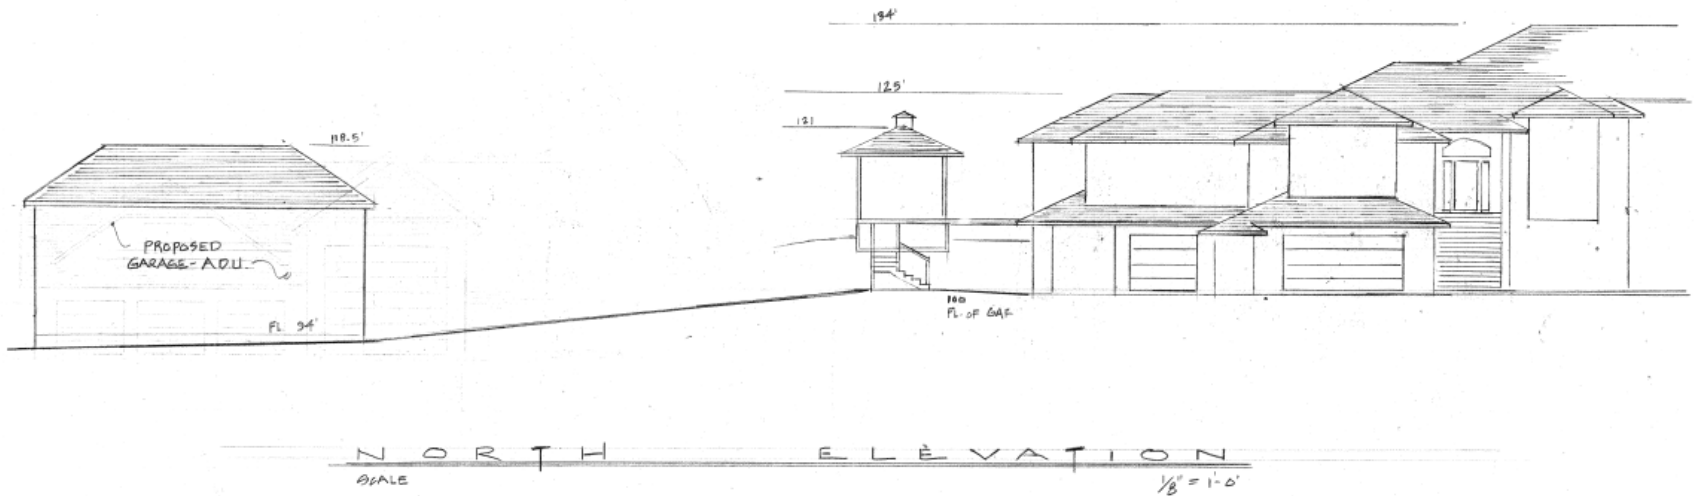 134'
125'
121
118.5'
PROPOSED
GARAGE - A.D.U.
FL. 94'
100
FL. OF GAR
NORTH ELEVATION
SCALE 1/8" = 1'-0"